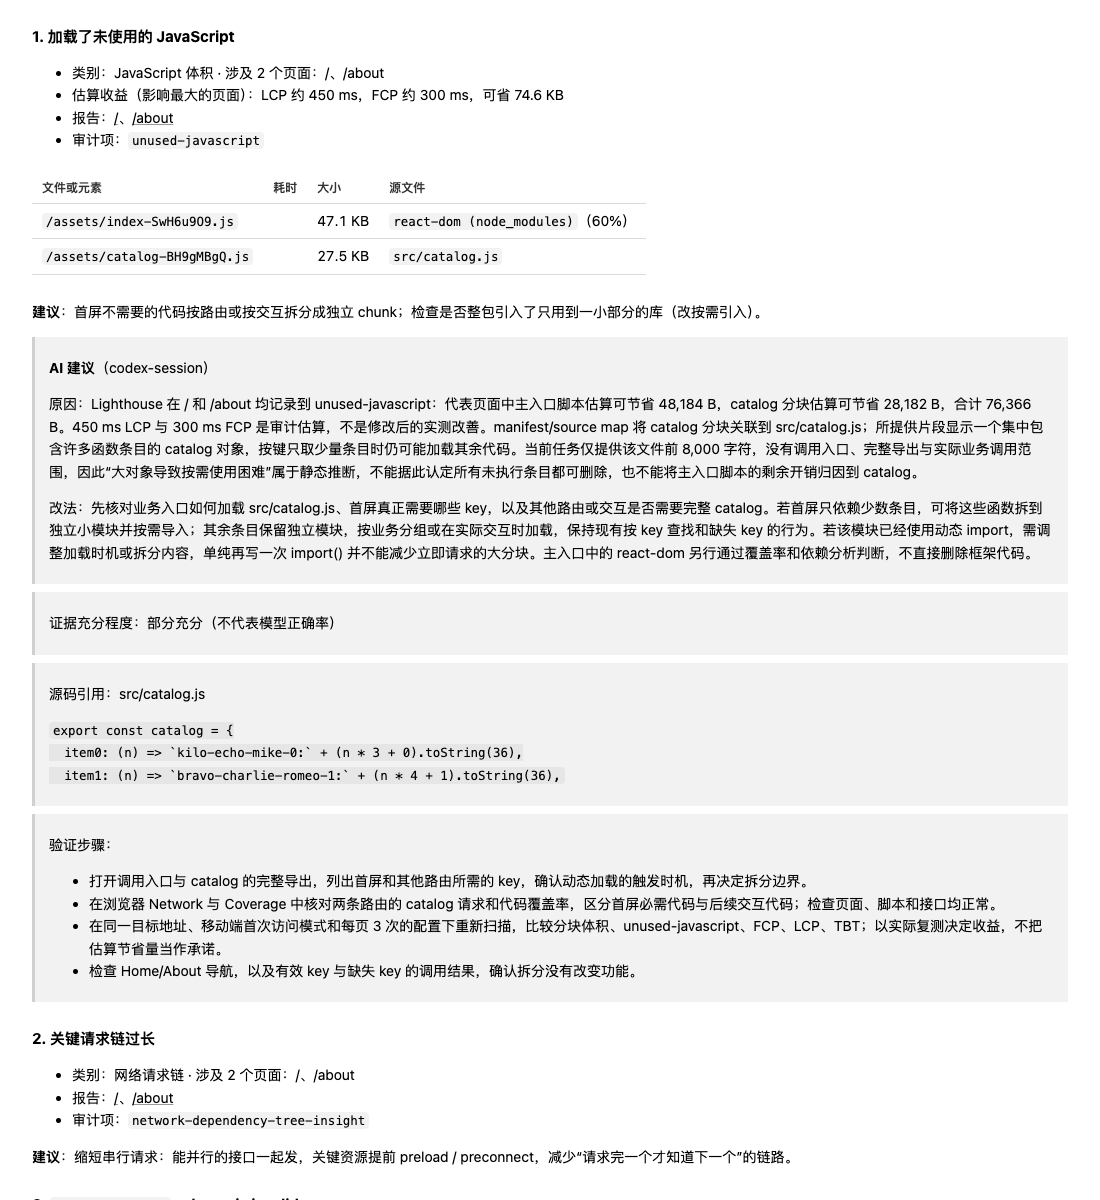 1. 加载了未使用的 JavaScript
类别：JavaScript 体积 · 涉及 2 个页面：/、/about
估算收益（影响最大的页面）：LCP 约 450 ms，FCP 约 300 ms，可省 74.6 KB
报告：/、/about
审计项：unused-javascript
文件或元素 耗时 大小 源文件
/assets/index-SwH6u9O9.js 47.1 KB react-dom (node_modules)（60%）
/assets/catalog-BH9gMBgQ.js 27.5 KB src/catalog.js
建议：首屏不需要的代码按路由或按交互拆分成独立 chunk；检查是否整包引入了只用到一小部分的库（改按需引入）。
AI 建议（codex-session）
原因：Lighthouse 在 / 和 /about 均记录到 unused-javascript：代表页面中主入口脚本估算可节省 48,184 B，catalog 分块估算可节省 28,182 B，合计 76,366
B。450 ms LCP 与 300 ms FCP 是审计估算，不是修改后的实测改善。manifest/source map 将 catalog 分块关联到 src/catalog.js；所提供片段显示一个集中包
含许多函数条目的 catalog 对象，按键只取少量条目时仍可能加载其余代码。当前任务仅提供该文件前 8,000 字符，没有调用入口、完整导出与实际业务调用范
围，因此“大对象导致按需使用困难”属于静态推断，不能据此认定所有未执行条目都可删除，也不能将主入口脚本的剩余开销归因到 catalog。
改法：先核对业务入口如何加载 src/catalog.js、首屏真正需要哪些 key，以及其他路由或交互是否需要完整 catalog。若首屏只依赖少数条目，可将这些函数拆到
独立小模块并按需导入；其余条目保留独立模块，按业务分组或在实际交互时加载，保持现有按 key 查找和缺失 key 的行为。若该模块已经使用动态 import，需调
整加载时机或拆分内容，单纯再写一次 import() 并不能减少立即请求的大分块。主入口中的 react-dom 另行通过覆盖率和依赖分析判断，不直接删除框架代码。
证据充分程度：部分充分（不代表模型正确率）
源码引用：src/catalog.js
export const catalog = {
item0: (n) => `kilo-echo-mike-0:` + (n * 3 + 0).toString(36),
item1: (n) => `bravo-charlie-romeo-1:` + (n * 4 + 1).toString(36),
验证步骤：
打开调用入口与 catalog 的完整导出，列出首屏和其他路由所需的 key，确认动态加载的触发时机，再决定拆分边界。
在浏览器 Network 与 Coverage 中核对两条路由的 catalog 请求和代码覆盖率，区分首屏必需代码与后续交互代码；检查页面、脚本和接口均正常。
在同一目标地址、移动端首次访问模式和每页 3 次的配置下重新扫描，比较分块体积、unused-javascript、FCP、LCP、TBT；以实际复测决定收益，不把
估算节省量当作承诺。
检查 Home/About 导航，以及有效 key 与缺失 key 的调用结果，确认拆分没有改变功能。
2. 关键请求链过长
类别：网络请求链 · 涉及 2 个页面：/、/about
报告：/、/about
审计项：network-dependency-tree-insight
建议：缩短串行请求：能并行的接口一起发，关键资源提前 preload / preconnect，减少“请求完一个才知道下一个”的链路。